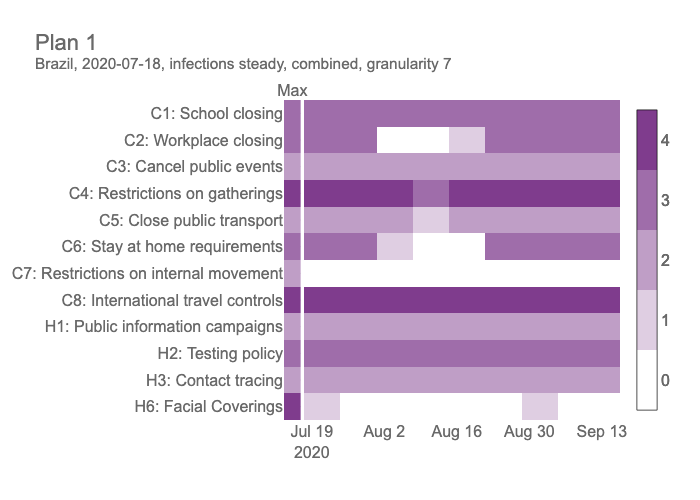 Plan 1
Brazil, 2020-07-18, infections steady, combined, granularity 7
Max
C1: School closing
C2: Workplace closing
C3: Cancel public events
C4: Restrictions on gatherings
C5: Close public transport
C6: Stay at home requirements
C7: Restrictions on internal movement
C8: International travel controls
H1: Public information campaigns
H2: Testing policy
H3: Contact tracing
H6: Facial Coverings
4
3
2
1
0
Jul 19 Aug 2 Aug 16 Aug 30 Sep 13
2020